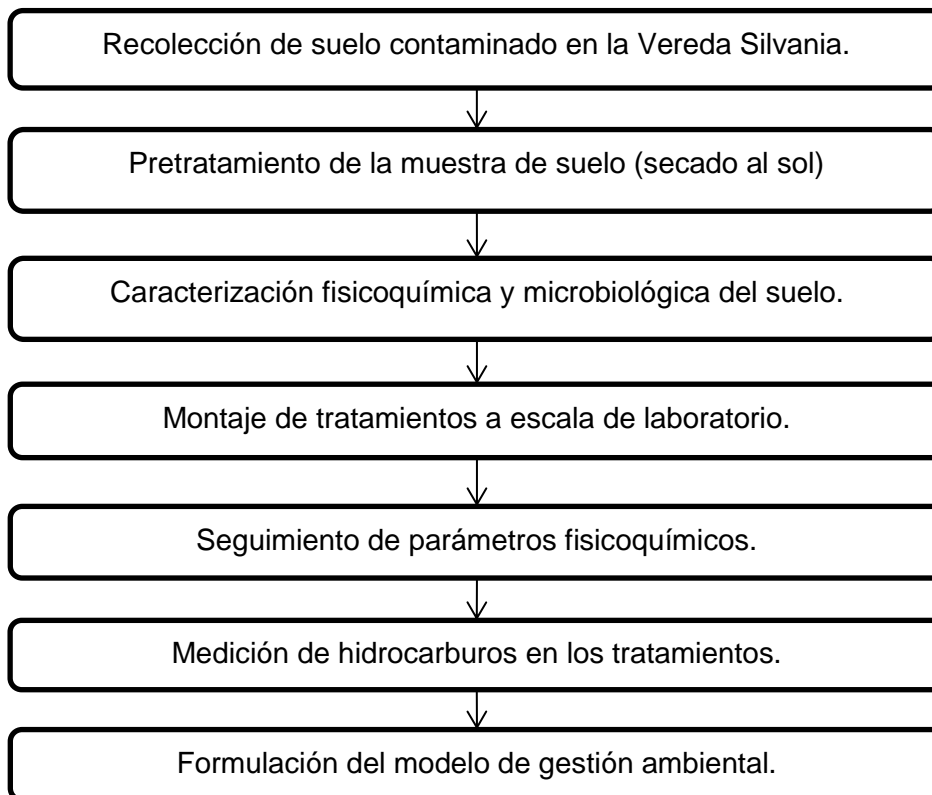 Recolección de suelo contaminado en la Vereda Silvania.
Pretratamiento de la muestra de suelo (secado al sol)
Caracterización fisicoquímica y microbiológica del suelo.
Montaje de tratamientos a escala de laboratorio.
Seguimiento de parámetros fisicoquímicos.
Medición de hidrocarburos en los tratamientos.
Formulación del modelo de gestión ambiental.